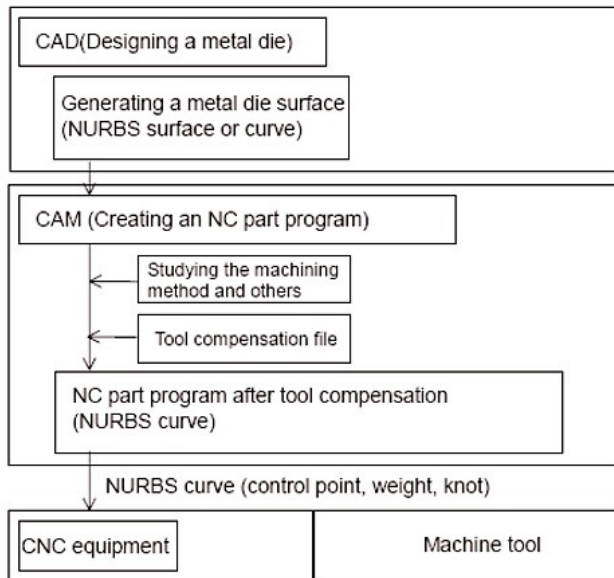 CAD(Designing a metal die)
Generating a metal die surface
(NURBS surface or curve)
CAM (Creating an NC part program)
Studying the machining
method and others
Tool compensation file
NC part program after tool compensation
(NURBS curve)
NURBS curve (control point, weight, knot)
CNC equipment
Machine tool